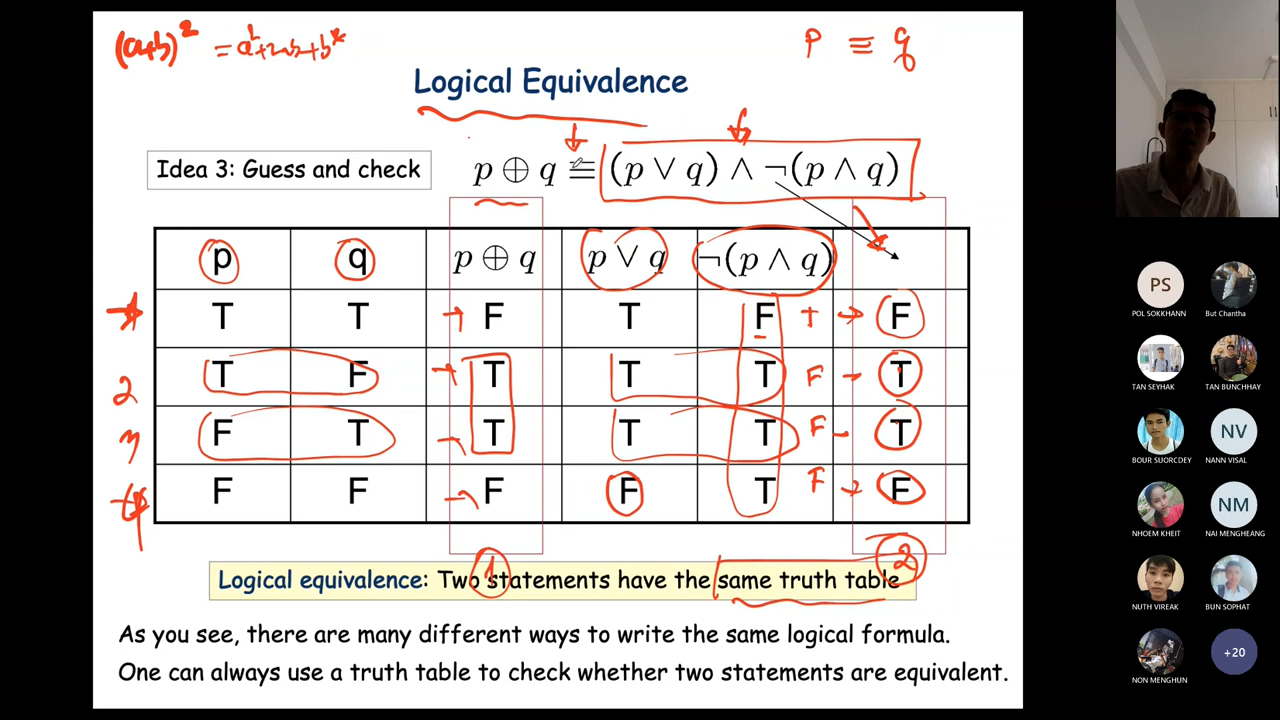 (a+b)² = a²+2ab+b²
p ≡ q
Logical Equivalence
Idea 3: Guess and check
p ⊕ q ≡ (p ∨ q) ∧ ¬(p ∧ q)
p q p ⊕ q p ∨ q ¬(p ∧ q)
T T F T F T F
2 T F T T T F T
3 F T T T T F T
4 F F F F T F F
1 2
Logical equivalence: Two statements have the same truth table
As you see, there are many different ways to write the same logical formula.
One can always use a truth table to check whether two statements are equivalent.
PS
POL SOKKHANN
But Chantha
TAN SEYHAK
TAN BUNCHHAY
BOUR SUORCDEY
NV
NANN VISAL
NHOEM KHEIT
NM
NAI MENGHEANG
NUTH VIREAK
BUN SOPHAT
NON MENGHUN
+20